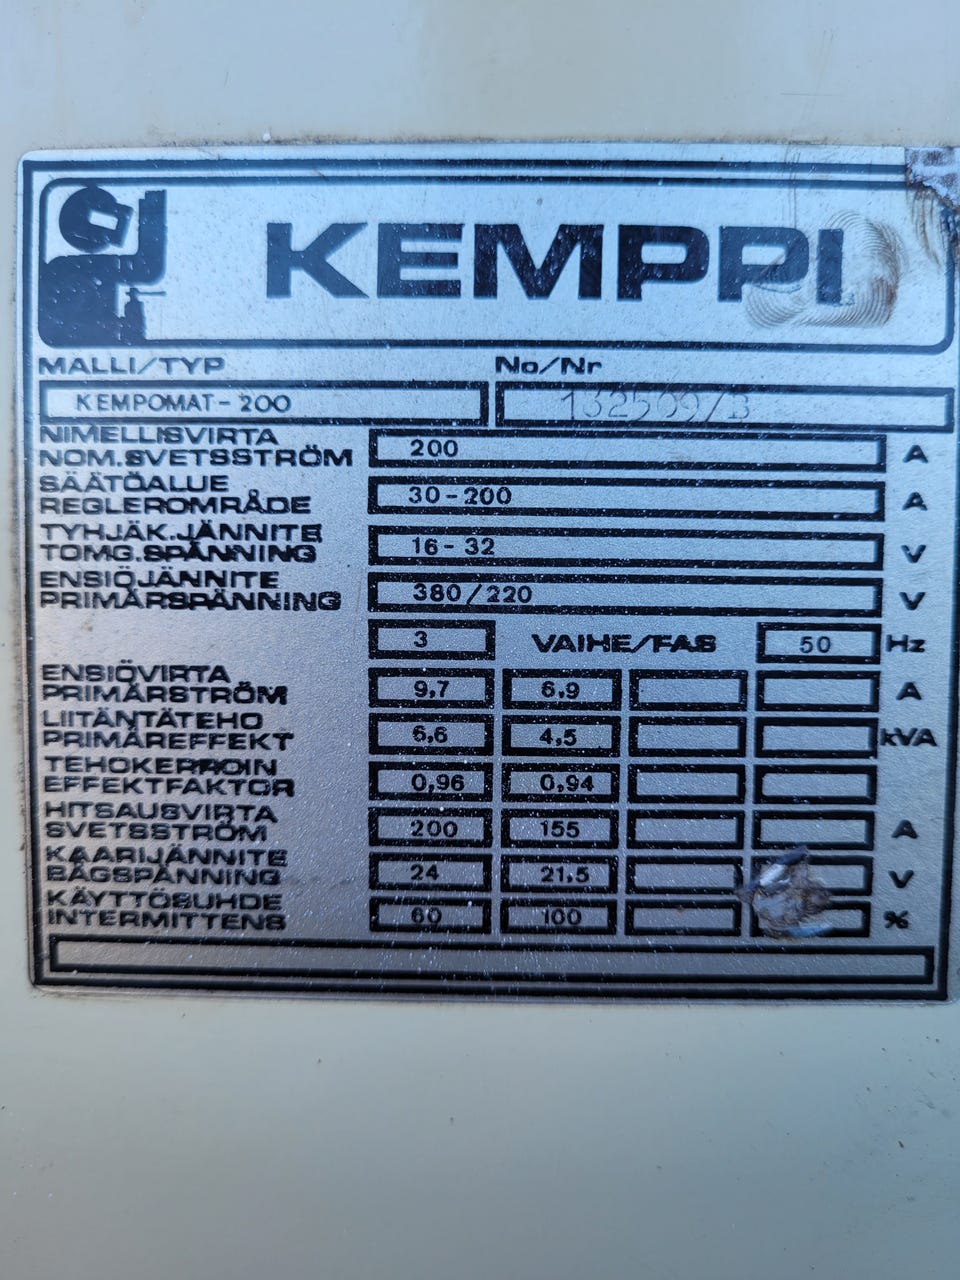 KEMPPI
MALLI/TYP No/Nr
KEMPOMAT-200 132509/B
NIMELLISVIRTA
NOM.SVETSSTRÖM 200 A
SÄÄTÖALUE
REGLEROMRÅDE 30-200 A
TYHJÄK.JÄNNITE
TOMG.SPÄNNING 16-32 V
ENSIÖJÄNNITE
PRIMÄRSPÄNNING 380/220 V
3 VAIHE/FAS 50 Hz
ENSIÖVIRTA
PRIMÄRSTRÖM 9,7 6,9 A
LIITÄNTÄTEHO
PRIMÄREFFEKT 6,6 4,5 kVA
TEHOKERROIN
EFFEKTFAKTOR 0,96 0,94
HITSAUSVIRTA
SVETSSTRÖM 200 155 A
KAARIJÄNNITE
BÅGSPÄNNING 24 21,5 V
KÄYTTÖSUHDE
INTERMITTENS 60 100 %